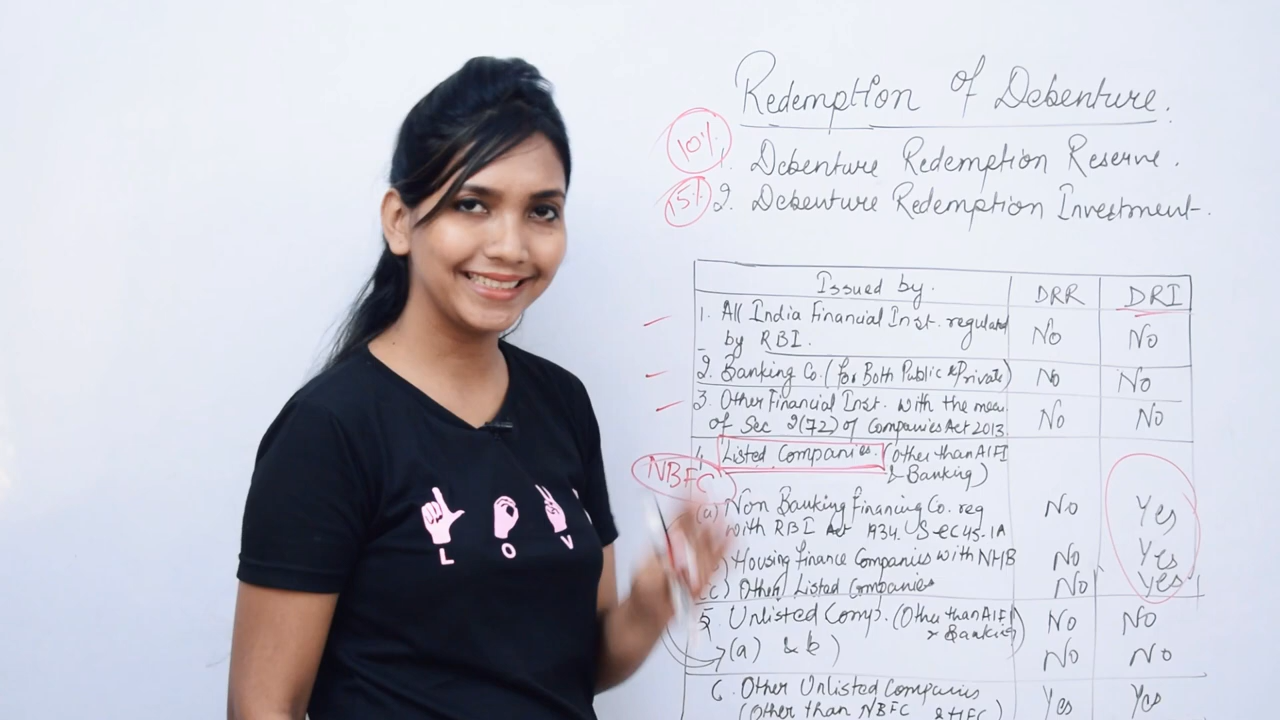 Redemption of Debenture.
10% 1. Debenture Redemption Reserve.
15% 2. Debenture Redemption Investment.
Issued by. DRR DRI
1. All India Financial Inst. regulated
by RBI. No No
2. Banking Co. (for Both Public & Private) No No
3. Other Financial Inst. with the mean.
of Sec 2(72) of Companies Act 2013 No No
4. Listed Companies. (Other than AIFI
& Banking)
NBFC
(a) Non Banking Financing Co. reg No Yes
with RBI Act 1934. Sec 45-1A
Housing finance Companies with NHB No Yes
(c) Other Listed Companies No Yes
5. Unlisted Comp. (Other than AIFI No No
& Banking)
(a) & b) No No
6. Other Unlisted Companies Yes Yes
(Other than NBFC & HFC)
L O V